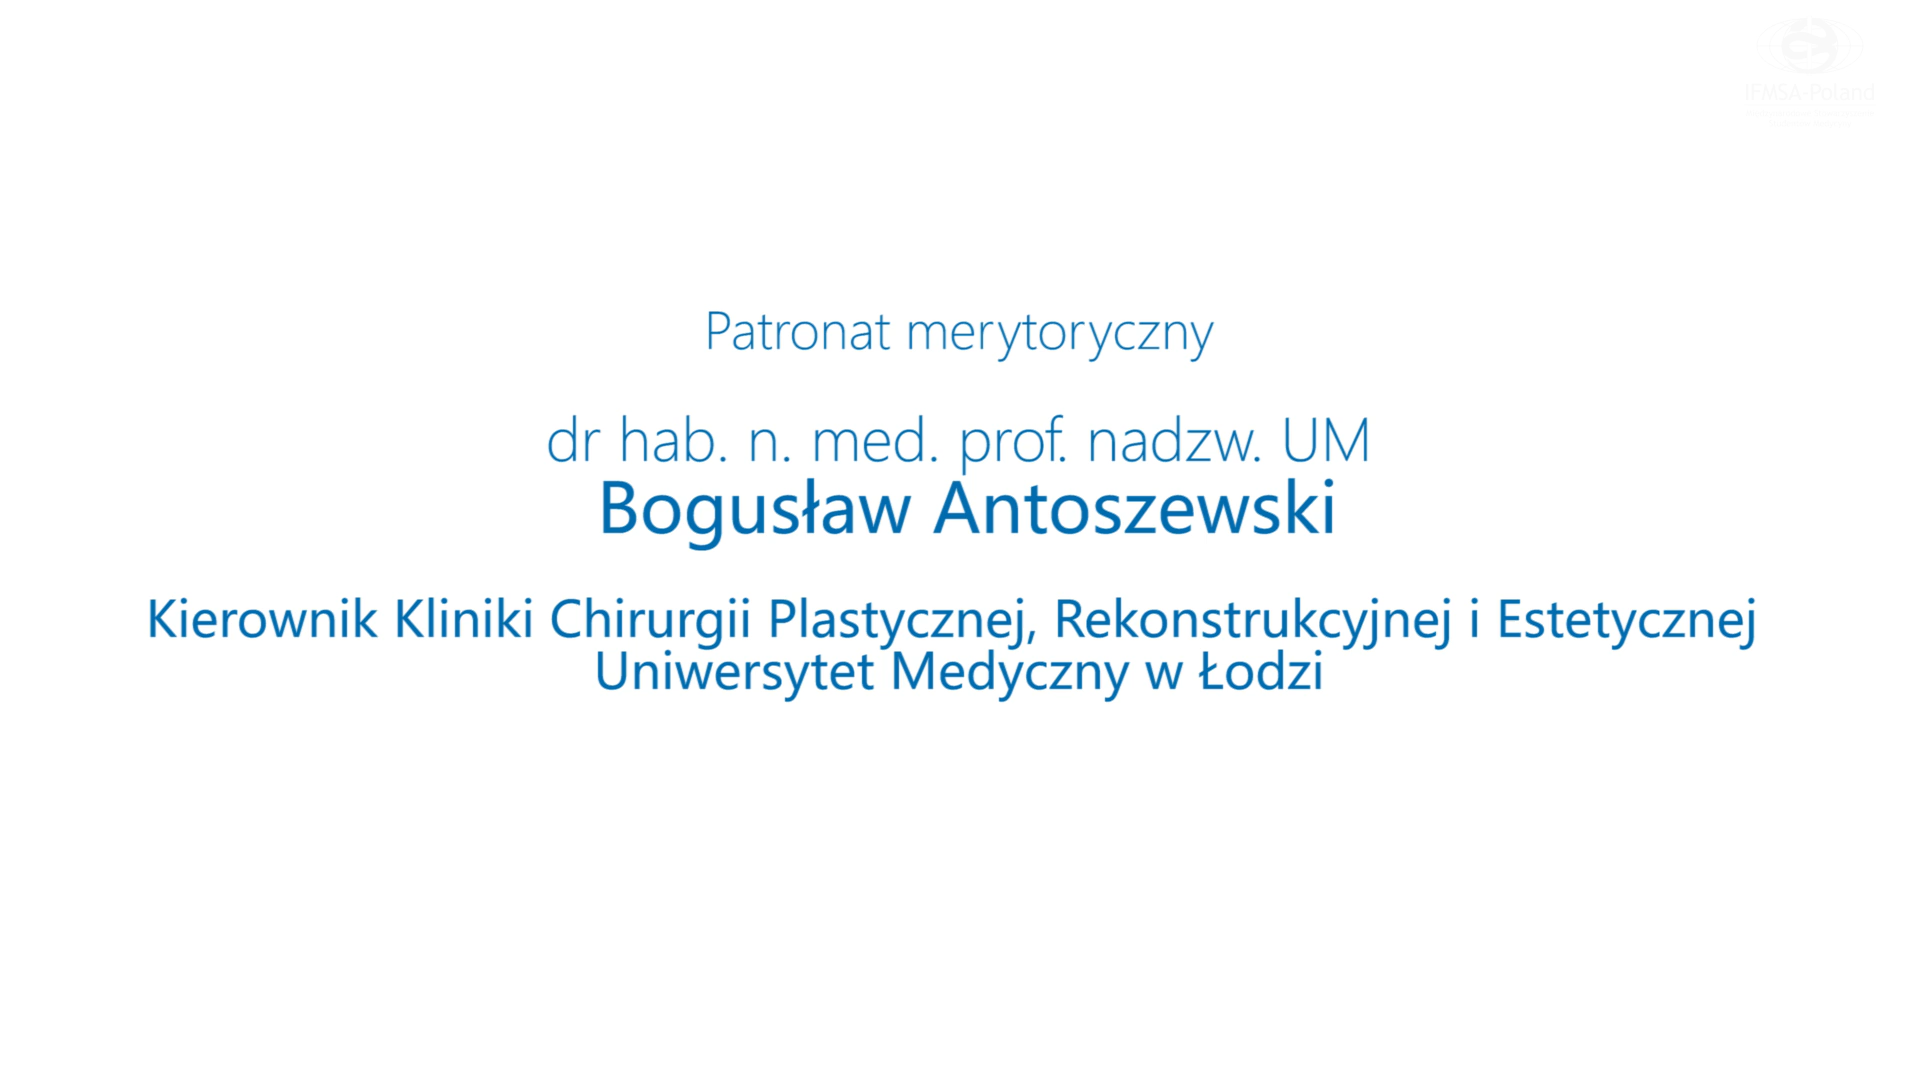 IFMSA-Poland
Patronat merytoryczny
dr hab. n. med. prof. nadzw. UM
Bogusław Antoszewski
Kierownik Kliniki Chirurgii Plastycznej, Rekonstrukcyjnej i Estetycznej
Uniwersytet Medyczny w Łodzi